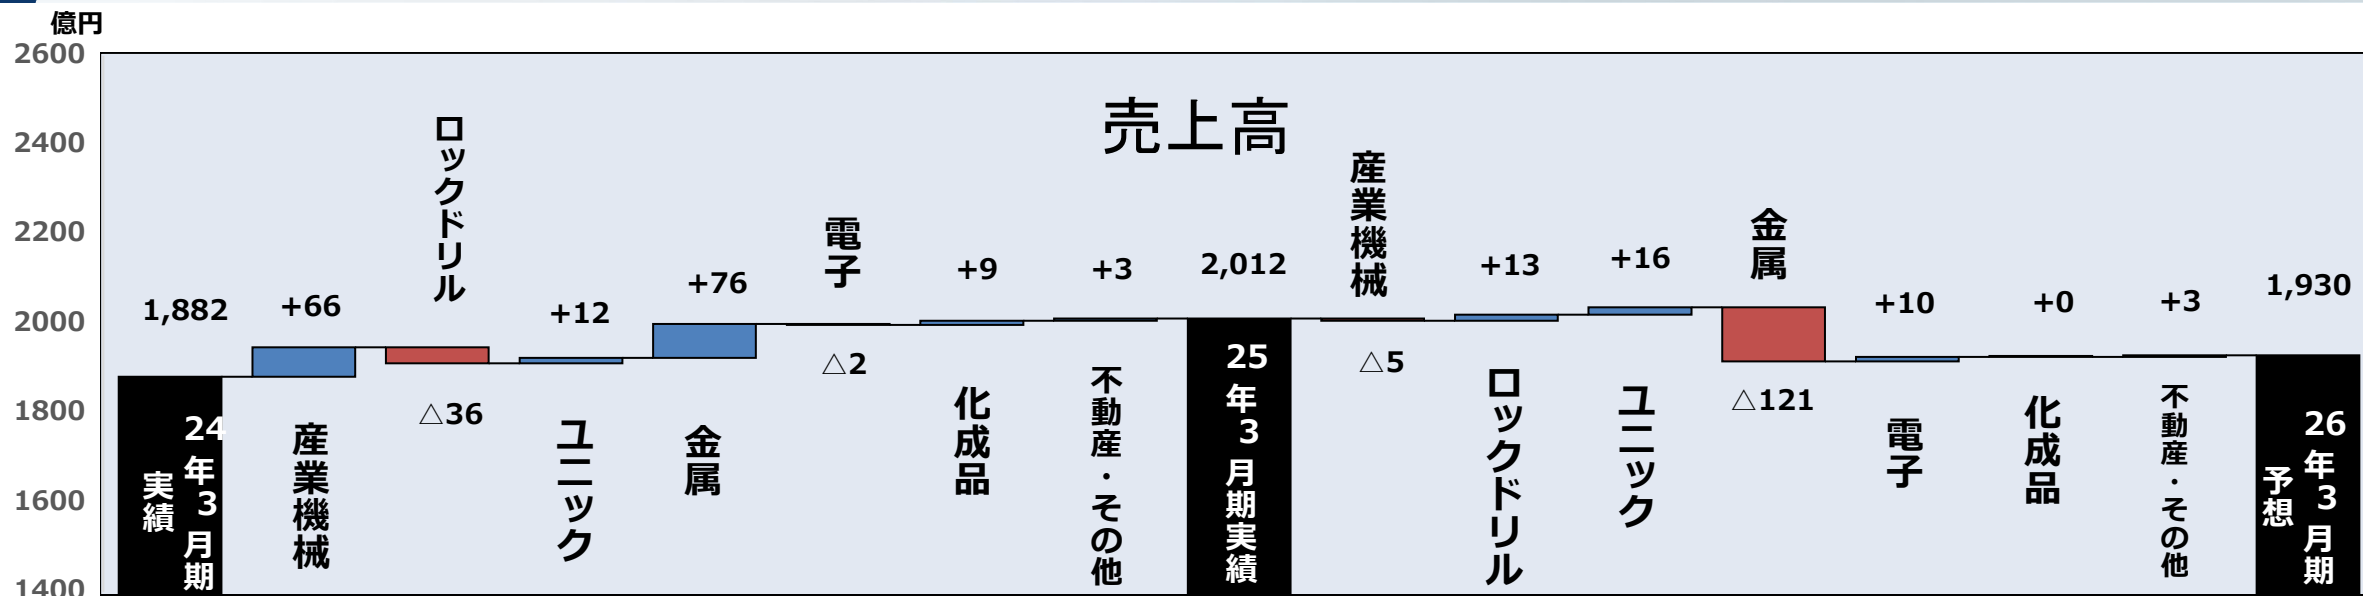 億円
2600
2400
2200
2000
1800
1600
1400
売上高
1,882
24年3月期
実績
+66
産業機械
ロックドリル
△36
+12
ユニック
+76
金属
電子
△2
+9
化成品
+3
不動産・その他
2,012
25年3月期実績
産業機械
△5
+13
ロックドリル
+16
ユニック
金属
△121
+10
電子
+0
化成品
+3
不動産・その他
1,930
26年3月期
予想